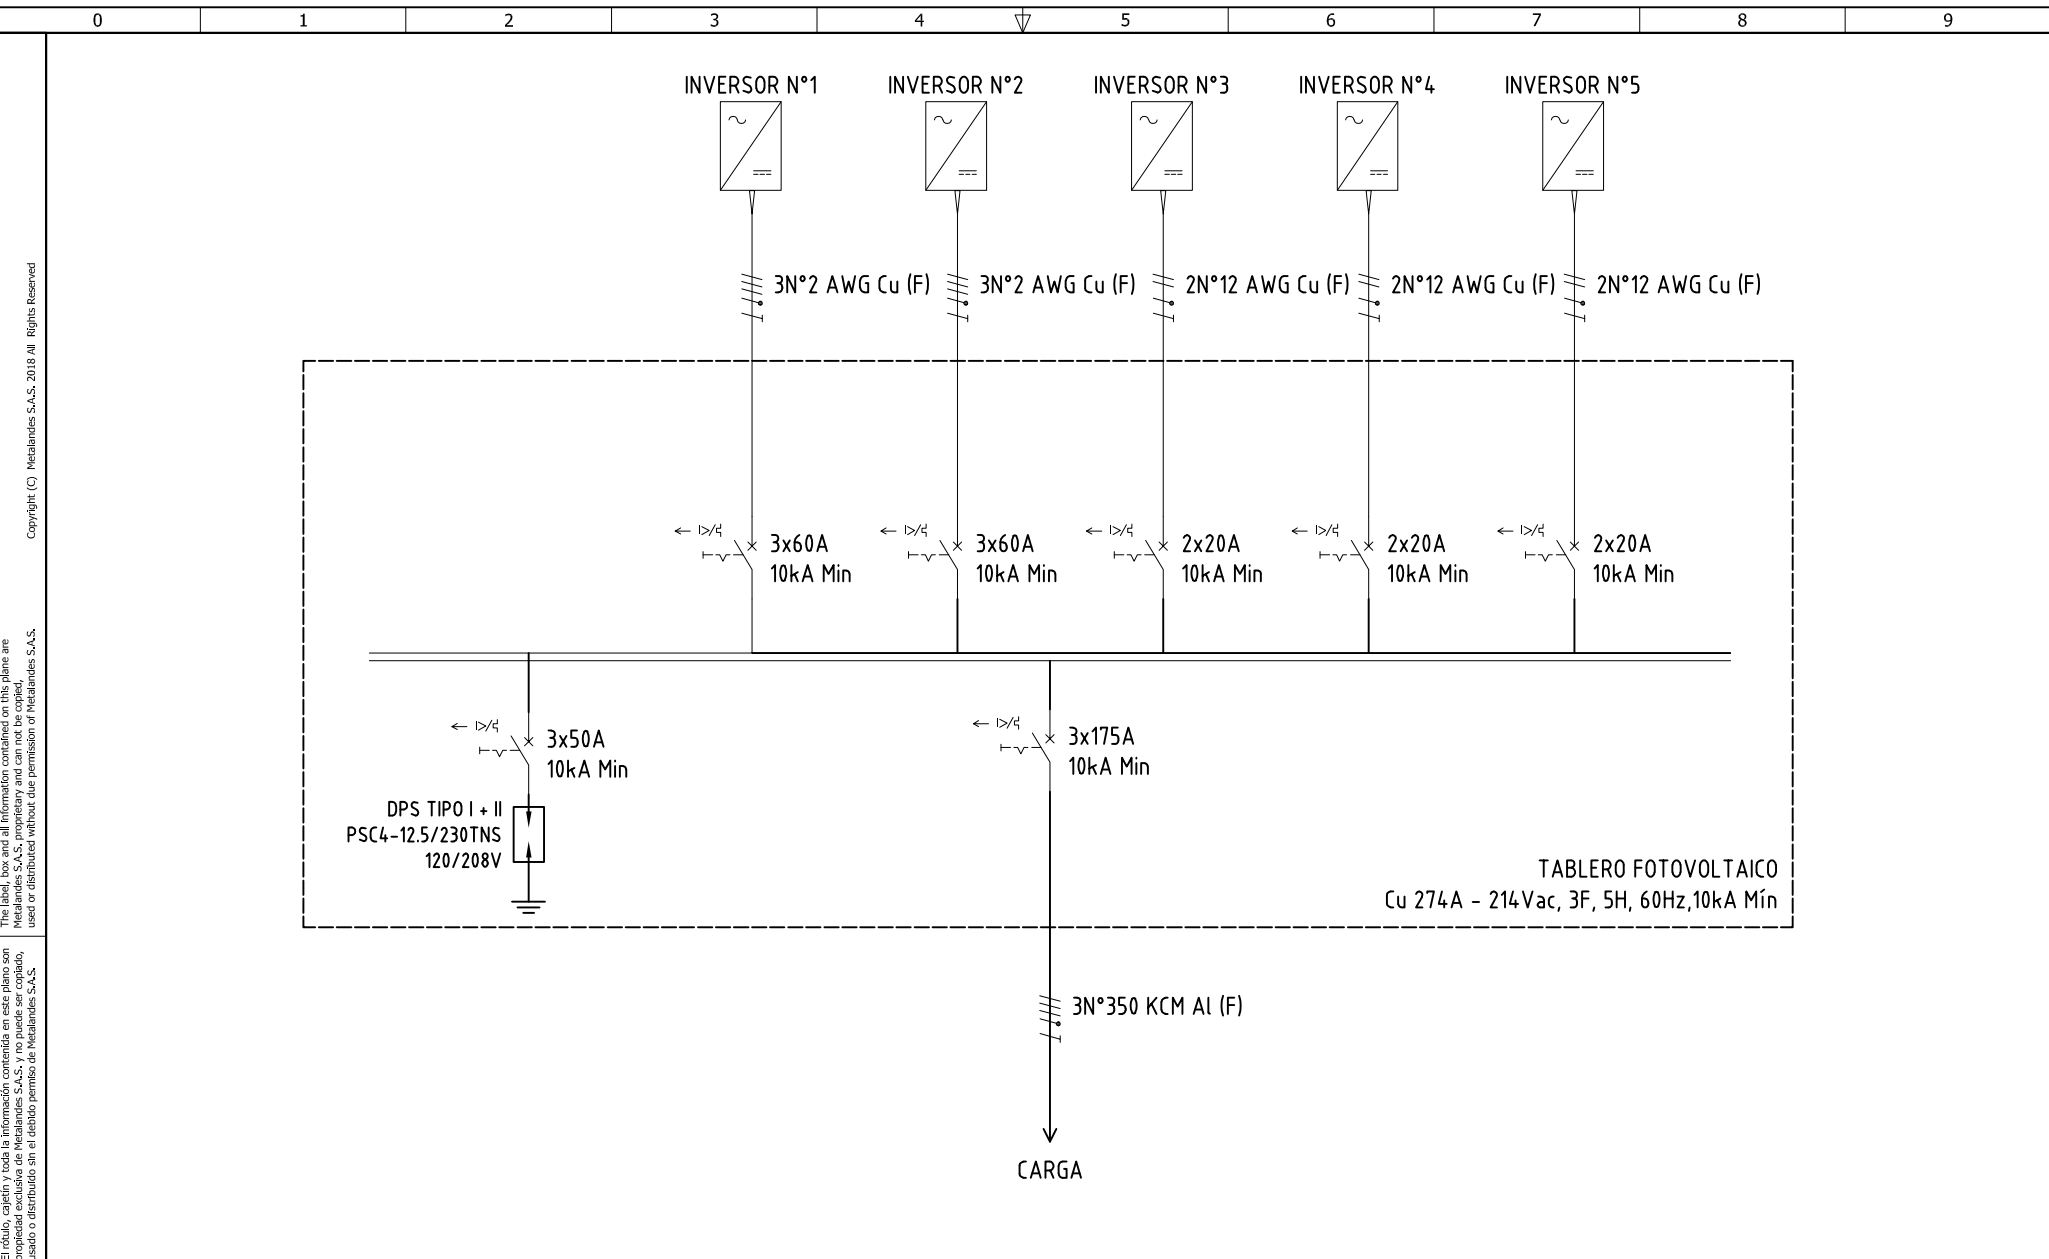 0 1 2 3 4 5 6 7 8 9
INVERSOR N°1 INVERSOR N°2 INVERSOR N°3 INVERSOR N°4 INVERSOR N°5
3N°2 AWG Cu (F) 3N°2 AWG Cu (F) 2N°12 AWG Cu (F) 2N°12 AWG Cu (F) 2N°12 AWG Cu (F)
3x60A 3x60A 2x20A 2x20A 2x20A
10kA Min 10kA Min 10kA Min 10kA Min 10kA Min
3x50A
10kA Min
3x175A
10kA Min
DPS TIPO I + II
PSC4-12.5/230TNS
120/208V
TABLERO FOTOVOLTAICO
Cu 274A - 214Vac, 3F, 5H, 60Hz,10kA Mín
3N°350 KCM Al (F)
CARGA
Copyright (C) Metalandes S.A.S. 2018 All Rights Reserved
The label, box and all information contained on this plane are
Metalandes S.A.S. proprietary and can not be copied,
used or distributed without due permission of Metalandes S.A.S.
El rótulo, cajetín y toda la información contenida en este plano son
propiedad exclusiva de Metalandes S.A.S. y no puede ser copiado,
usado o distribuido sin el debido permiso de Metalandes S.A.S.